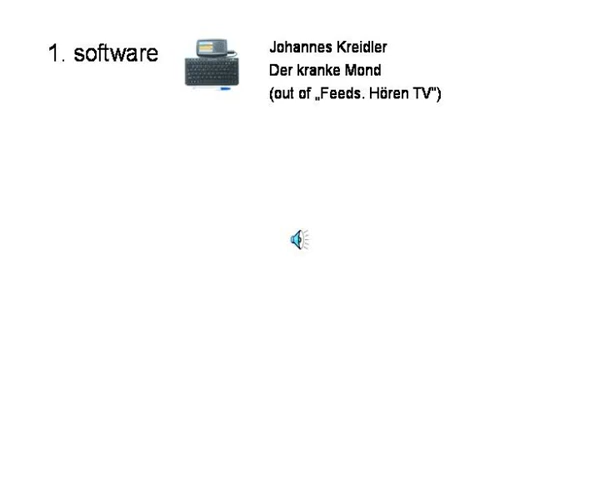 1. software
Johannes Kreidler
Der kranke Mond
(out of „Feeds. Hören TV")